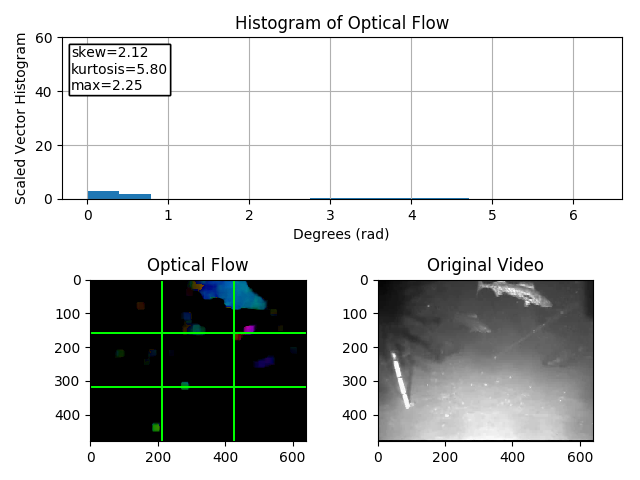 Histogram of Optical Flow
Scaled Vector Histogram
60
40
20
0
skew=2.12
kurtosis=5.80
max=2.25
0 1 2 3 4 5 6
Degrees (rad)
Optical Flow
0
100
200
300
400
0 200 400 600
Original Video
0
100
200
300
400
0 200 400 600